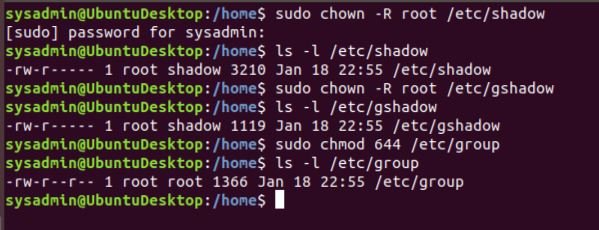 sysadmin@UbuntuDesktop:/home$ sudo chown -R root /etc/shadow
[sudo] password for sysadmin:
sysadmin@UbuntuDesktop:/home$ ls -l /etc/shadow
-rw-r----- 1 root shadow 3210 Jan 18 22:55 /etc/shadow
sysadmin@UbuntuDesktop:/home$ sudo chown -R root /etc/gshadow
sysadmin@UbuntuDesktop:/home$ ls -l /etc/gshadow
-rw-r----- 1 root shadow 1119 Jan 18 22:55 /etc/gshadow
sysadmin@UbuntuDesktop:/home$ sudo chmod 644 /etc/group
sysadmin@UbuntuDesktop:/home$ ls -l /etc/group
-rw-r--r-- 1 root root 1366 Jan 18 22:55 /etc/group
sysadmin@UbuntuDesktop:/home$